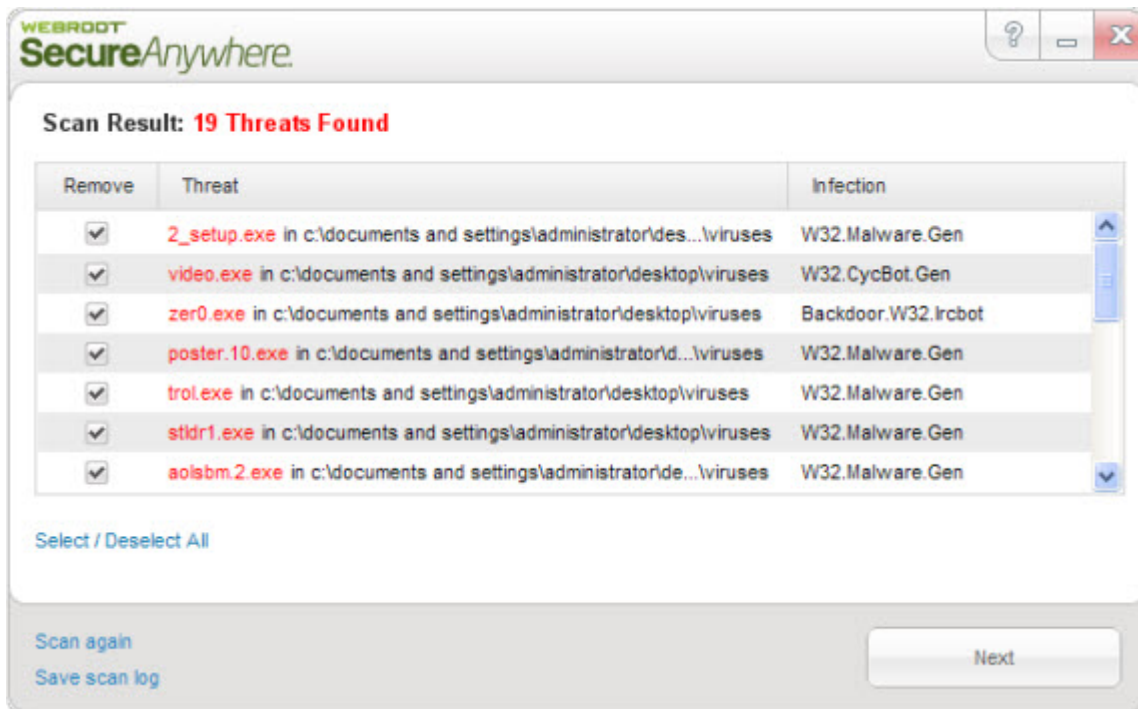 WEBROOT
SecureAnywhere.
Scan Result: 19 Threats Found
Remove Threat Infection
2_setup.exe in c:\documents and settings\administrator\des...\viruses W32.Malware.Gen
video.exe in c:\documents and settings\administrator\desktop\viruses W32.CycBot.Gen
zer0.exe in c:\documents and settings\administrator\desktop\viruses Backdoor.W32.Ircbot
poster.10.exe in c:\documents and settings\administrator\d...\viruses W32.Malware.Gen
trol.exe in c:\documents and settings\administrator\desktop\viruses W32.Malware.Gen
stldr1.exe in c:\documents and settings\administrator\desktop\viruses W32.Malware.Gen
aolsbm.2.exe in c:\documents and settings\administrator\de...\viruses W32.Malware.Gen
Select / Deselect All
Scan again
Next
Save scan log